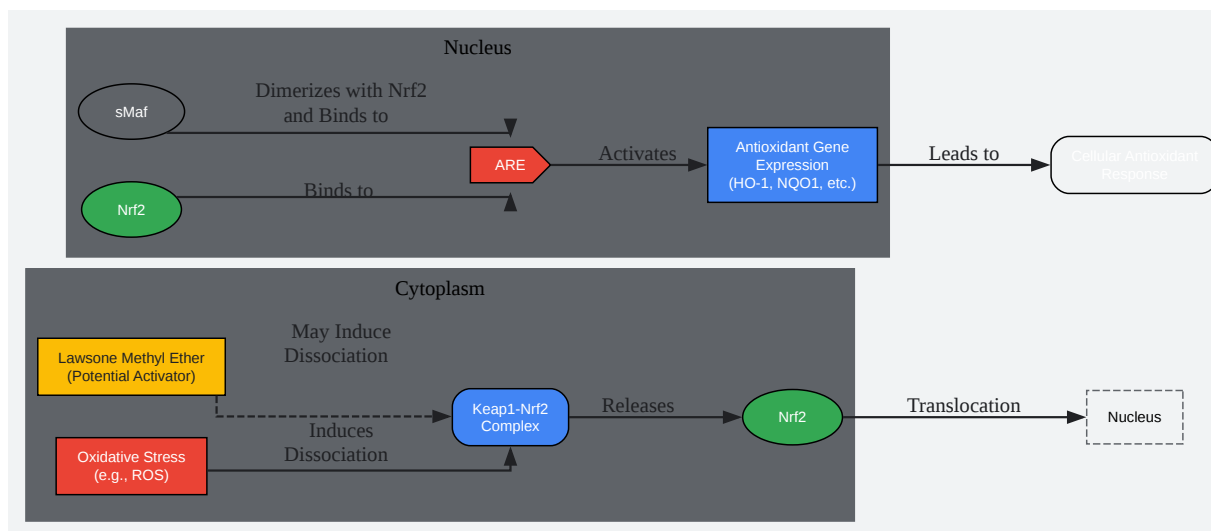 Nucleus
sMaf
Dimerizes with Nrf2
and Binds to
ARE
Activates
Antioxidant Gene
Expression
(HO-1, NQO1, etc.)
Leads to
Cellular Antioxidant
Response
Binds to
Nrf2
Cytoplasm
May Induce
Dissociation
Lawsone Methyl Ether
(Potential Activator)
Keap1-Nrf2
Complex
Releases
Nrf2
Translocation
Nucleus
Induces
Dissociation
Oxidative Stress
(e.g., ROS)